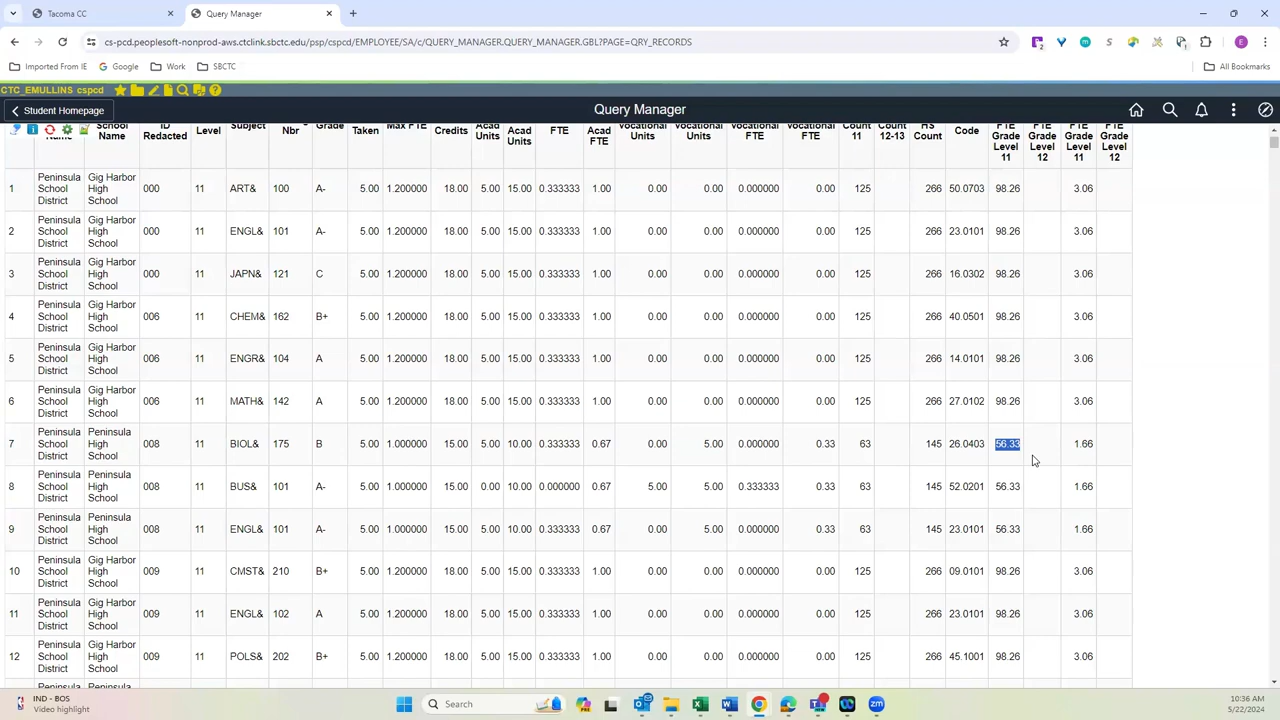 Tacoma CC
Query Manager
cs-pcd.peoplesoft-nonprod-aws.ctclink.sbctc.edu/psp/cspcd/EMPLOYEE/SA/c/QUERY_MANAGER.QUERY_MANAGER.GBL?PAGE=QRY_RECORDS
Imported From IE Google Work SBCTC All Bookmarks
CTC_EMULLINS cspcd
Student Homepage
Query Manager
Name School Name ID Redacted Level Subject Nbr Grade Taken Max FTE Credits Acad Units Acad Units FTE Acad FTE Vocational Units Vocational Units Vocational FTE Vocational FTE Count 11 Count 12-13 HS Count Code FTE Grade Level 11 FTE Grade Level 12 FTE Grade Level 11 FTE Grade Level 12
1 Peninsula School District Gig Harbor High School 000 11 ART& 100 A- 5.00 1.200000 18.00 5.00 15.00 0.333333 1.00 0.00 0.00 0.000000 0.00 125 266 50.0703 98.26 3.06
2 Peninsula School District Gig Harbor High School 000 11 ENGL& 101 A- 5.00 1.200000 18.00 5.00 15.00 0.333333 1.00 0.00 0.00 0.000000 0.00 125 266 23.0101 98.26 3.06
3 Peninsula School District Gig Harbor High School 000 11 JAPN& 121 C 5.00 1.200000 18.00 5.00 15.00 0.333333 1.00 0.00 0.00 0.000000 0.00 125 266 16.0302 98.26 3.06
4 Peninsula School District Gig Harbor High School 006 11 CHEM& 162 B+ 5.00 1.200000 18.00 5.00 15.00 0.333333 1.00 0.00 0.00 0.000000 0.00 125 266 40.0501 98.26 3.06
5 Peninsula School District Gig Harbor High School 006 11 ENGR& 104 A 5.00 1.200000 18.00 5.00 15.00 0.333333 1.00 0.00 0.00 0.000000 0.00 125 266 14.0101 98.26 3.06
6 Peninsula School District Gig Harbor High School 006 11 MATH& 142 A 5.00 1.200000 18.00 5.00 15.00 0.333333 1.00 0.00 0.00 0.000000 0.00 125 266 27.0102 98.26 3.06
7 Peninsula School District Peninsula High School 008 11 BIOL& 175 B 5.00 1.000000 15.00 5.00 10.00 0.333333 0.67 0.00 5.00 0.000000 0.33 63 145 26.0403 56.33 1.66
8 Peninsula School District Peninsula High School 008 11 BUS& 101 A- 5.00 1.000000 15.00 0.00 10.00 0.000000 0.67 5.00 5.00 0.333333 0.33 63 145 52.0201 56.33 1.66
9 Peninsula School District Peninsula High School 008 11 ENGL& 101 A- 5.00 1.000000 15.00 5.00 10.00 0.333333 0.67 0.00 5.00 0.000000 0.33 63 145 23.0101 56.33 1.66
10 Peninsula School District Gig Harbor High School 009 11 CMST& 210 B+ 5.00 1.200000 18.00 5.00 15.00 0.333333 1.00 0.00 0.00 0.000000 0.00 125 266 09.0101 98.26 3.06
11 Peninsula School District Gig Harbor High School 009 11 ENGL& 102 A 5.00 1.200000 18.00 5.00 15.00 0.333333 1.00 0.00 0.00 0.000000 0.00 125 266 23.0101 98.26 3.06
12 Peninsula School District Gig Harbor High School 009 11 POLS& 202 B+ 5.00 1.200000 18.00 5.00 15.00 0.333333 1.00 0.00 0.00 0.000000 0.00 125 266 45.1001 98.26 3.06
IND - BOS
Video highlight
Search
10:36 AM
5/22/2024